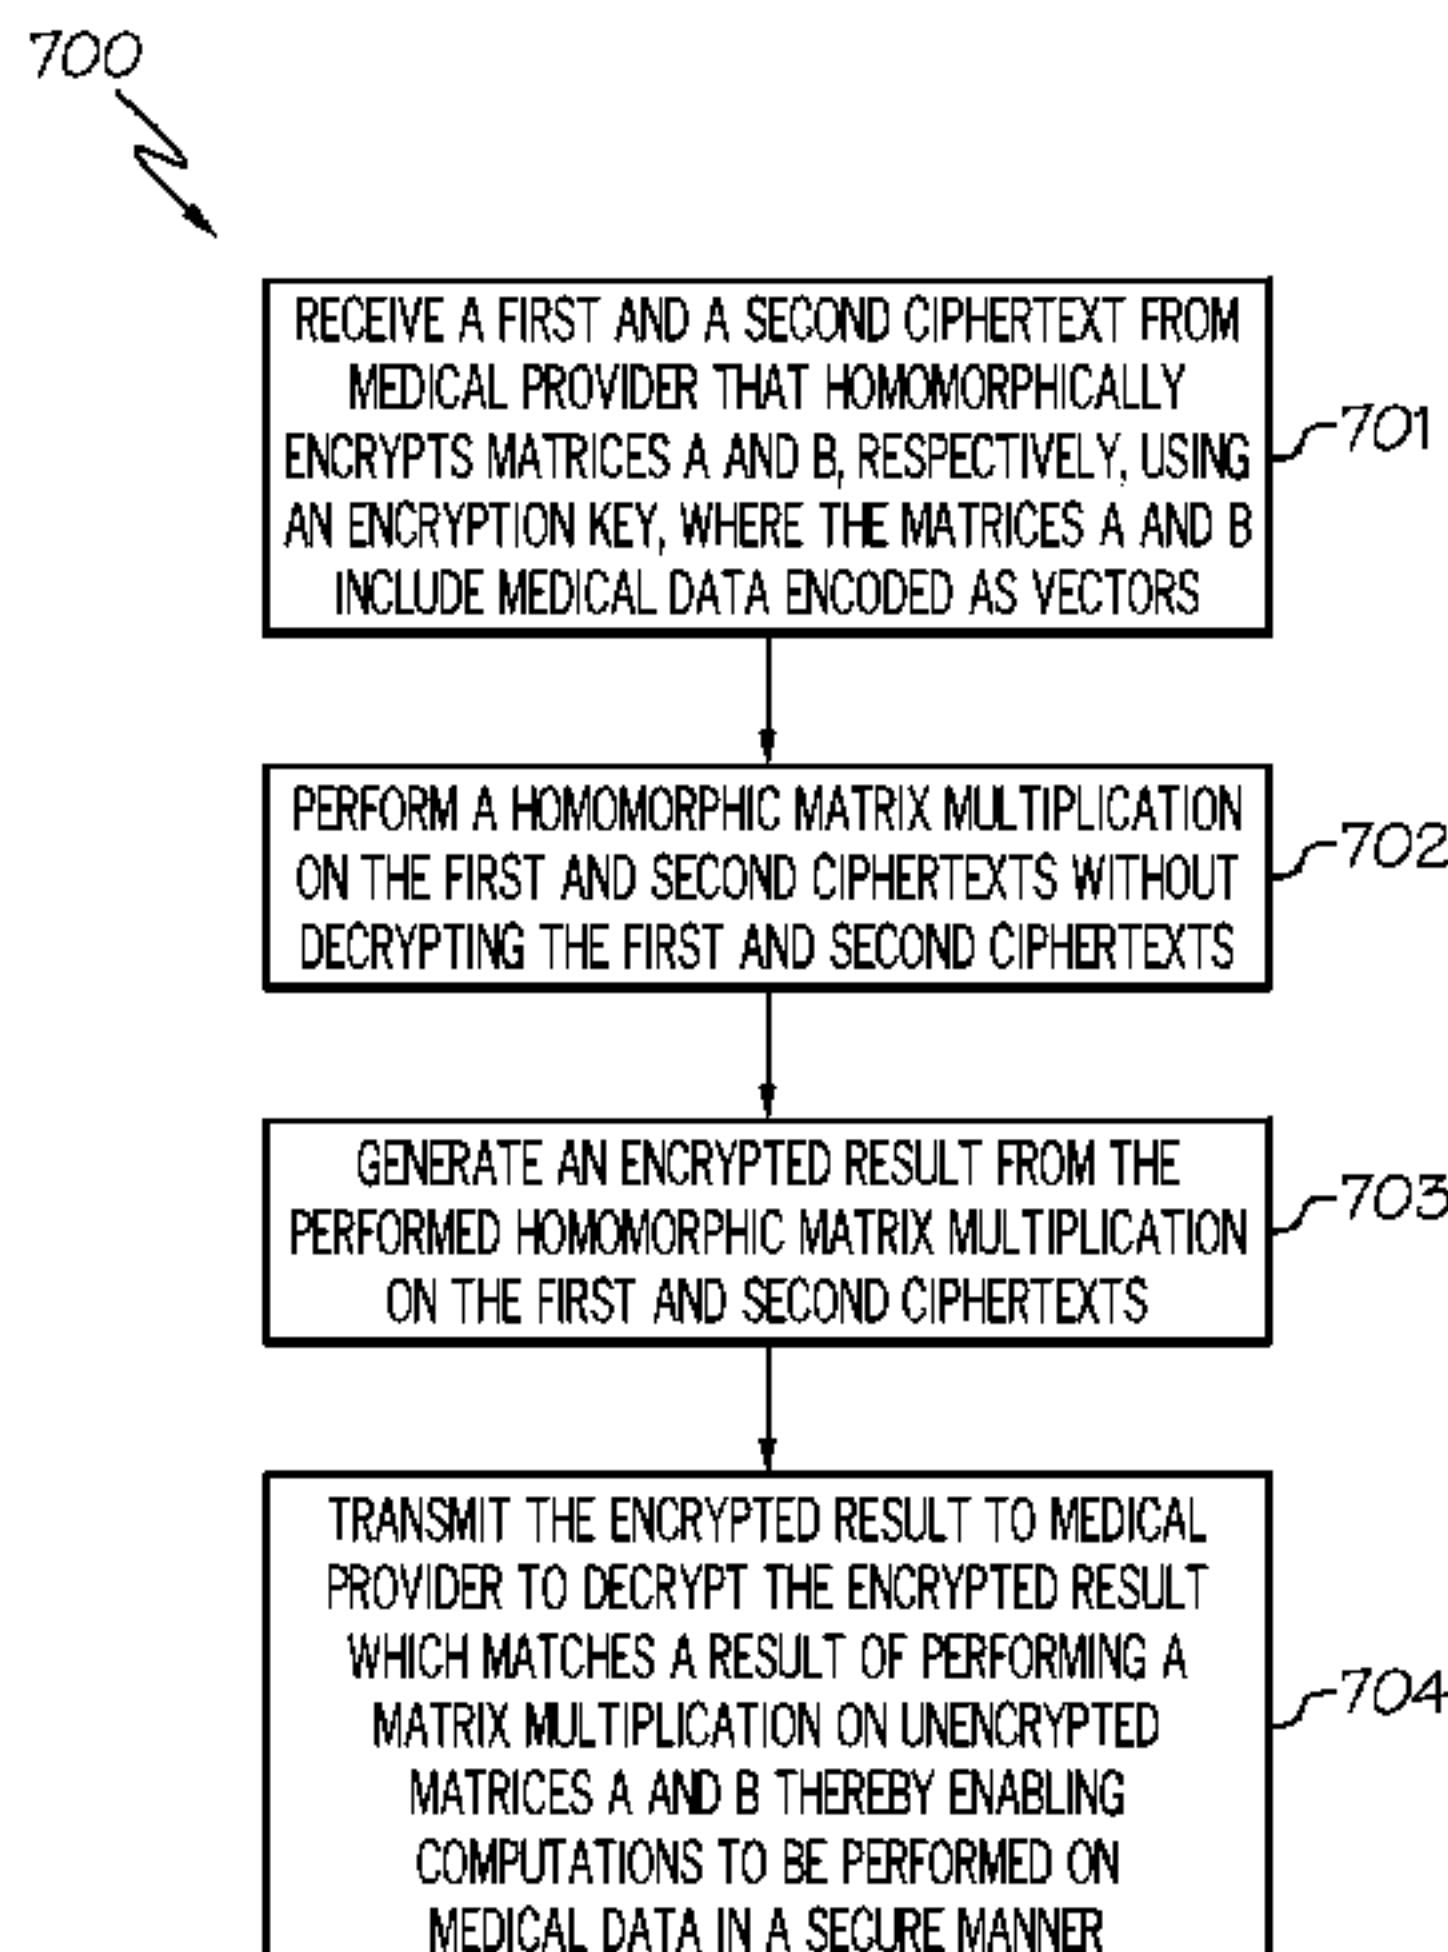 700
RECEIVE A FIRST AND A SECOND CIPHERTEXT FROM
MEDICAL PROVIDER THAT HOMOMORPHICALLY
ENCRYPTS MATRICES A AND B, RESPECTIVELY, USING
AN ENCRYPTION KEY, WHERE THE MATRICES A AND B
INCLUDE MEDICAL DATA ENCODED AS VECTORS
701
PERFORM A HOMOMORPHIC MATRIX MULTIPLICATION
ON THE FIRST AND SECOND CIPHERTEXTS WITHOUT
DECRYPTING THE FIRST AND SECOND CIPHERTEXTS
702
GENERATE AN ENCRYPTED RESULT FROM THE
PERFORMED HOMOMORPHIC MATRIX MULTIPLICATION
ON THE FIRST AND SECOND CIPHERTEXTS
703
TRANSMIT THE ENCRYPTED RESULT TO MEDICAL
PROVIDER TO DECRYPT THE ENCRYPTED RESULT
WHICH MATCHES A RESULT OF PERFORMING A
MATRIX MULTIPLICATION ON UNENCRYPTED
MATRICES A AND B THEREBY ENABLING
COMPUTATIONS TO BE PERFORMED ON
MEDICAL DATA IN A SECURE MANNER
704